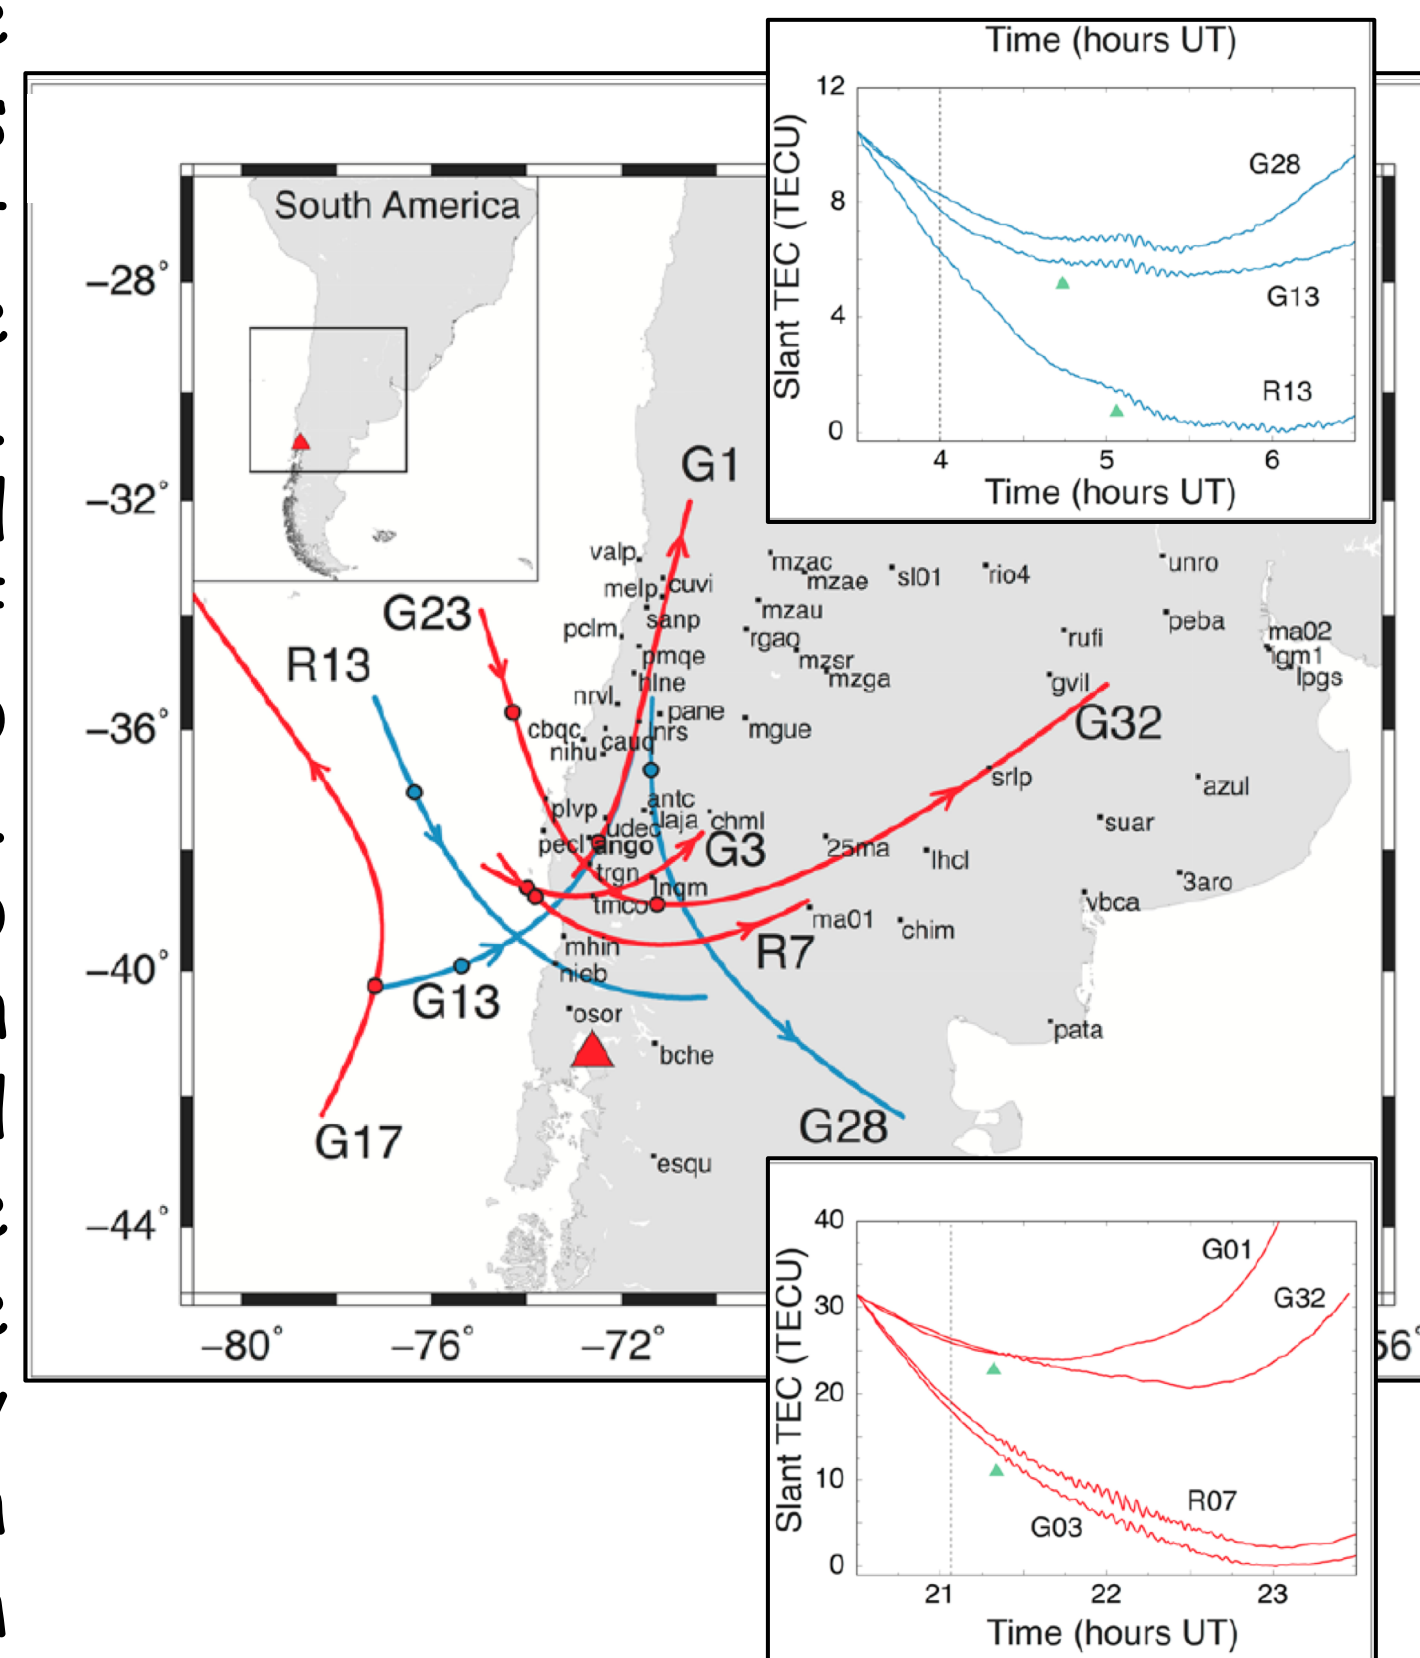 Time (hours UT)
12
8
4
0
Slant TEC (TECU)
G28
G13
R13
4 5 6
Time (hours UT)
South America
−28°
−32°
−36°
−40°
−44°
−80° −76° −72°
56°
G1
G23
R13
G32
G3
R7
G13
G17
G28
valp
melp
cuvi
sanp
pclm
pmqe
hlne
nrvl
pane
cbqc
cauq
nrs
nihu
plvp
antc
laja
udec
chml
pecl
ango
trgn
lnqm
tmco
mhin
nieb
osor
bche
esqu
mzac
mzae
sl01
rio4
unro
mzau
peba
rgao
mzsr
mzga
rufi
ma02
igm1
lpgs
gvil
mgue
srlp
azul
suar
25ma
lhcl
3aro
vbca
ma01
chim
pata
40
30
20
10
0
Slant TEC (TECU)
G01
G32
R07
G03
21 22 23
Time (hours UT)